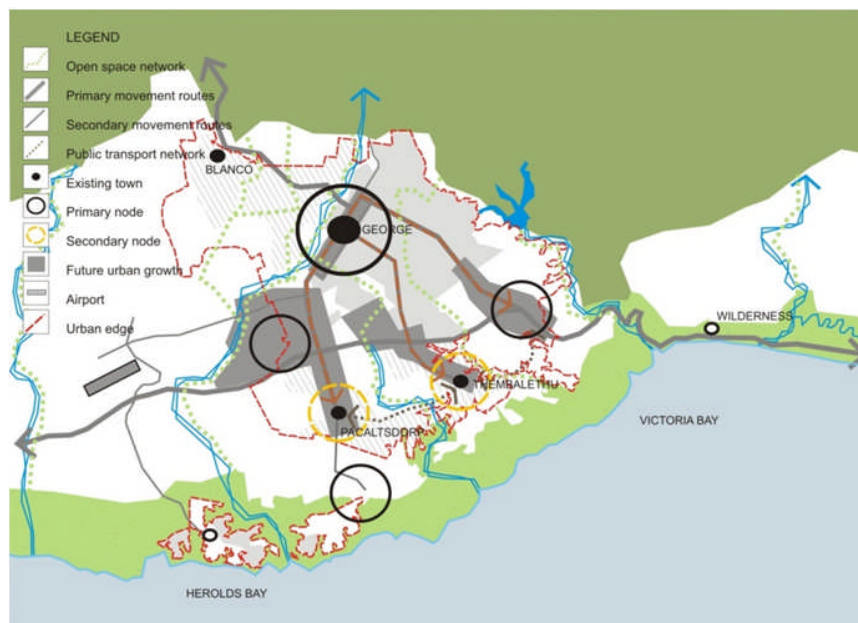 LEGEND
Open space network
Primary movement routes
Secondary movement routes
Public transport network
Existing town
Primary node
Secondary node
Future urban growth
Airport
Urban edge
BLANCO
GEORGE
WILDERNESS
THEMBALETHU
PACALTSDORP
VICTORIA BAY
HEROLDS BAY